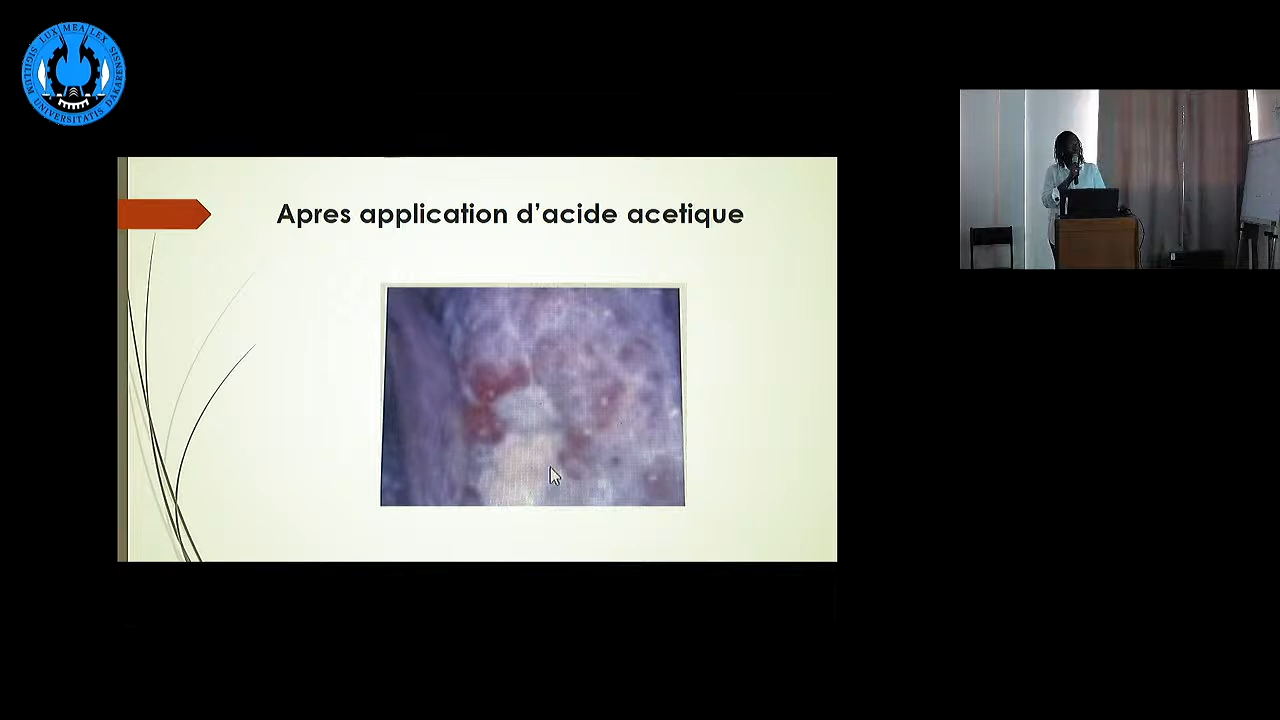 LUX MEA LEX
SIGILLUM UNIVERSITATIS DAKARENSIS
Apres application d'acide acetique